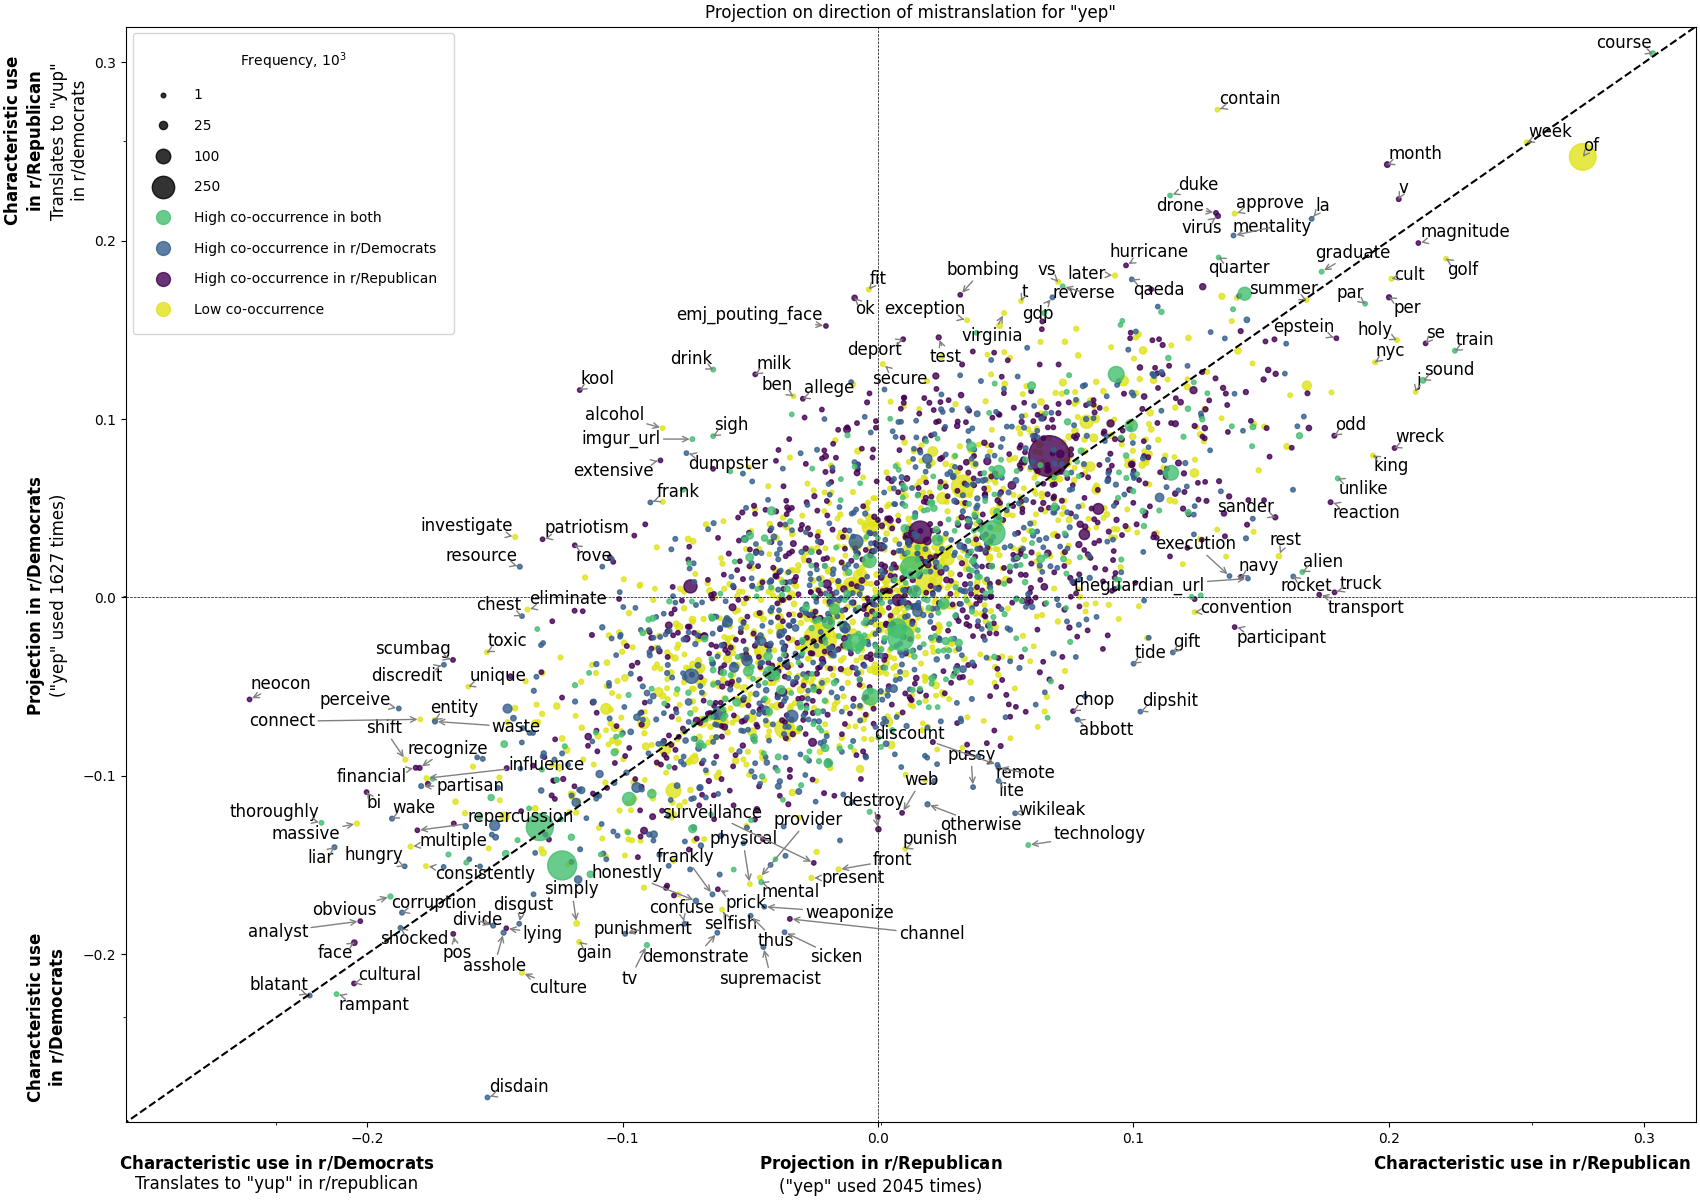 Projection on direction of mistranslation for "yep"
Frequency, 10³
1
25
100
250
High co-occurrence in both
High co-occurrence in r/Democrats
High co-occurrence in r/Republican
Low co-occurrence
Characteristic use
in r/Republican
Translates to "yup"
in r/democrats
Projection in r/Democrats
("yep" used 1627 times)
Characteristic use
in r/Democrats
0.3
0.2
0.1
0.0
−0.1
−0.2
course
contain
week
of
month
v
duke
drone
approve
la
virus
mentality
magnitude
hurricane
graduate
golf
quarter
cult
fit
bombing
vs
later
reverse
qaeda
summer
par
per
ok
exception
t
gdp
emj_pouting_face
virginia
epstein
holy
se
train
deport
test
nyc
drink
milk
secure
j
sound
kool
ben
allege
alcohol
sigh
odd
wreck
imgur_url
dumpster
king
extensive
frank
unlike
reaction
investigate
patriotism
sander
resource
rove
execution
rest
navy
alien
theguardian_url
rocket
truck
chest
eliminate
convention
transport
scumbag
toxic
participant
gift
discredit
unique
tide
neocon
perceive
entity
chop
dipshit
connect
shift
waste
abbott
recognize
discount
pussy
financial
influence
remote
partisan
web
lite
bi
wake
destroy
wikileak
thoroughly
repercussion
surveillance
provider
otherwise
massive
multiple
physical
punish
technology
liar
hungry
frankly
front
consistently
honestly
present
simply
mental
obvious
corruption
disgust
confuse
prick
weaponize
analyst
divide
selfish
shocked
lying
punishment
thus
channel
face
pos
asshole
gain
demonstrate
sicken
blatant
cultural
culture
tv
supremacist
rampant
disdain
−0.2
−0.1
0.0
0.1
0.2
0.3
Characteristic use in r/Democrats
Translates to "yup" in r/republican
Projection in r/Republican
("yep" used 2045 times)
Characteristic use in r/Republican